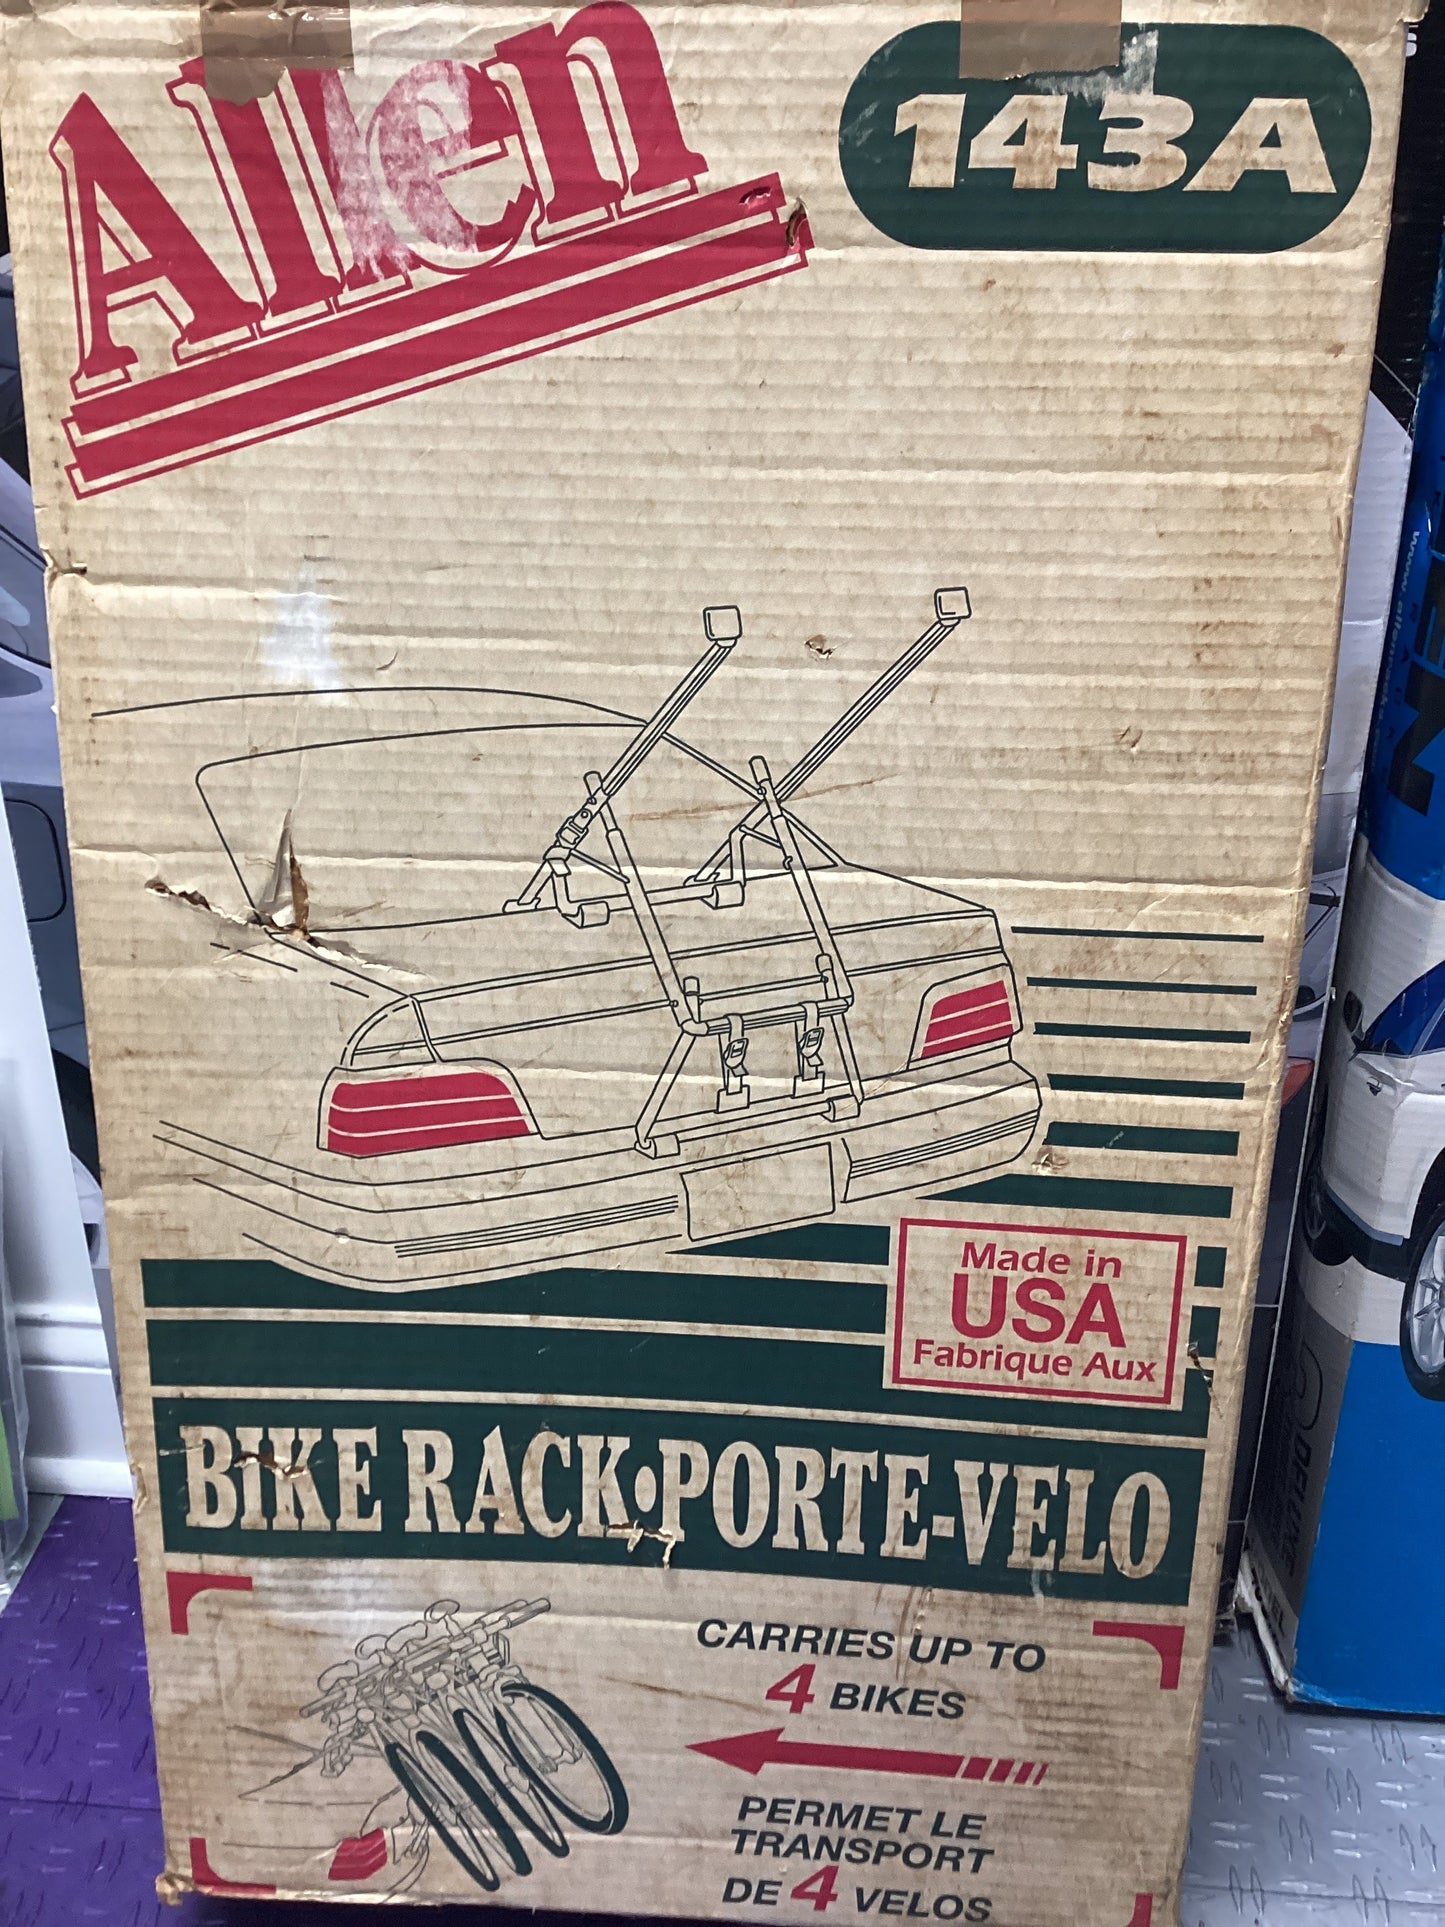 Allen
143A
Made in
USA
Fabrique Aux
BIKE RACK•PORTE-VELO
CARRIES UP TO
4 BIKES
PERMET LE
TRANSPORT
DE 4 VELOS